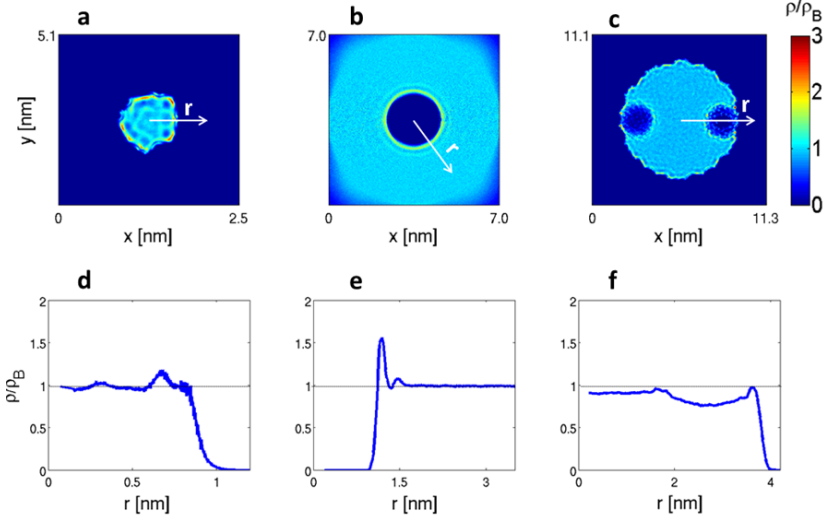 a b c ρ/ρB
5.1 7.0 11.1 3
2
1
0
y [nm]
r r r
0 2.5 0 7.0 0 11.3
x [nm] x [nm] x [nm]
d e f
2 2 2
1.5 1.5 1.5
1 1 1
0.5 0.5 0.5
0 0 0
ρ/ρB
0 0.5 1 0 1.5 3 0 2 4
r [nm] r [nm] r [nm]